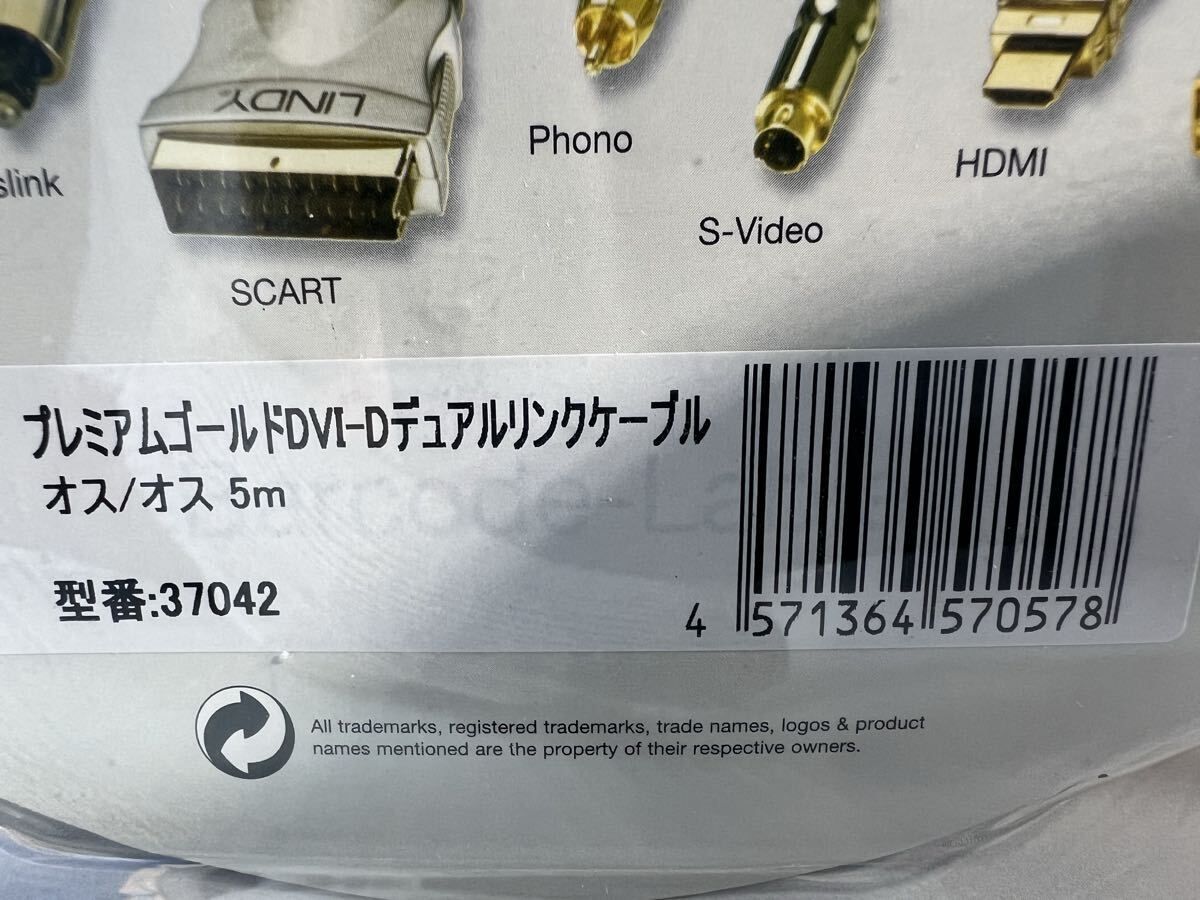 LINDY
Phono
HDMI
slink
S-Video
SCART
プレミアムゴールドDVI-Dデュアルリンクケーブル
オス/オス 5m
型番:37042
4 571364 570578
All trademarks, registered trademarks, trade names, logos & product
names mentioned are the property of their respective owners.